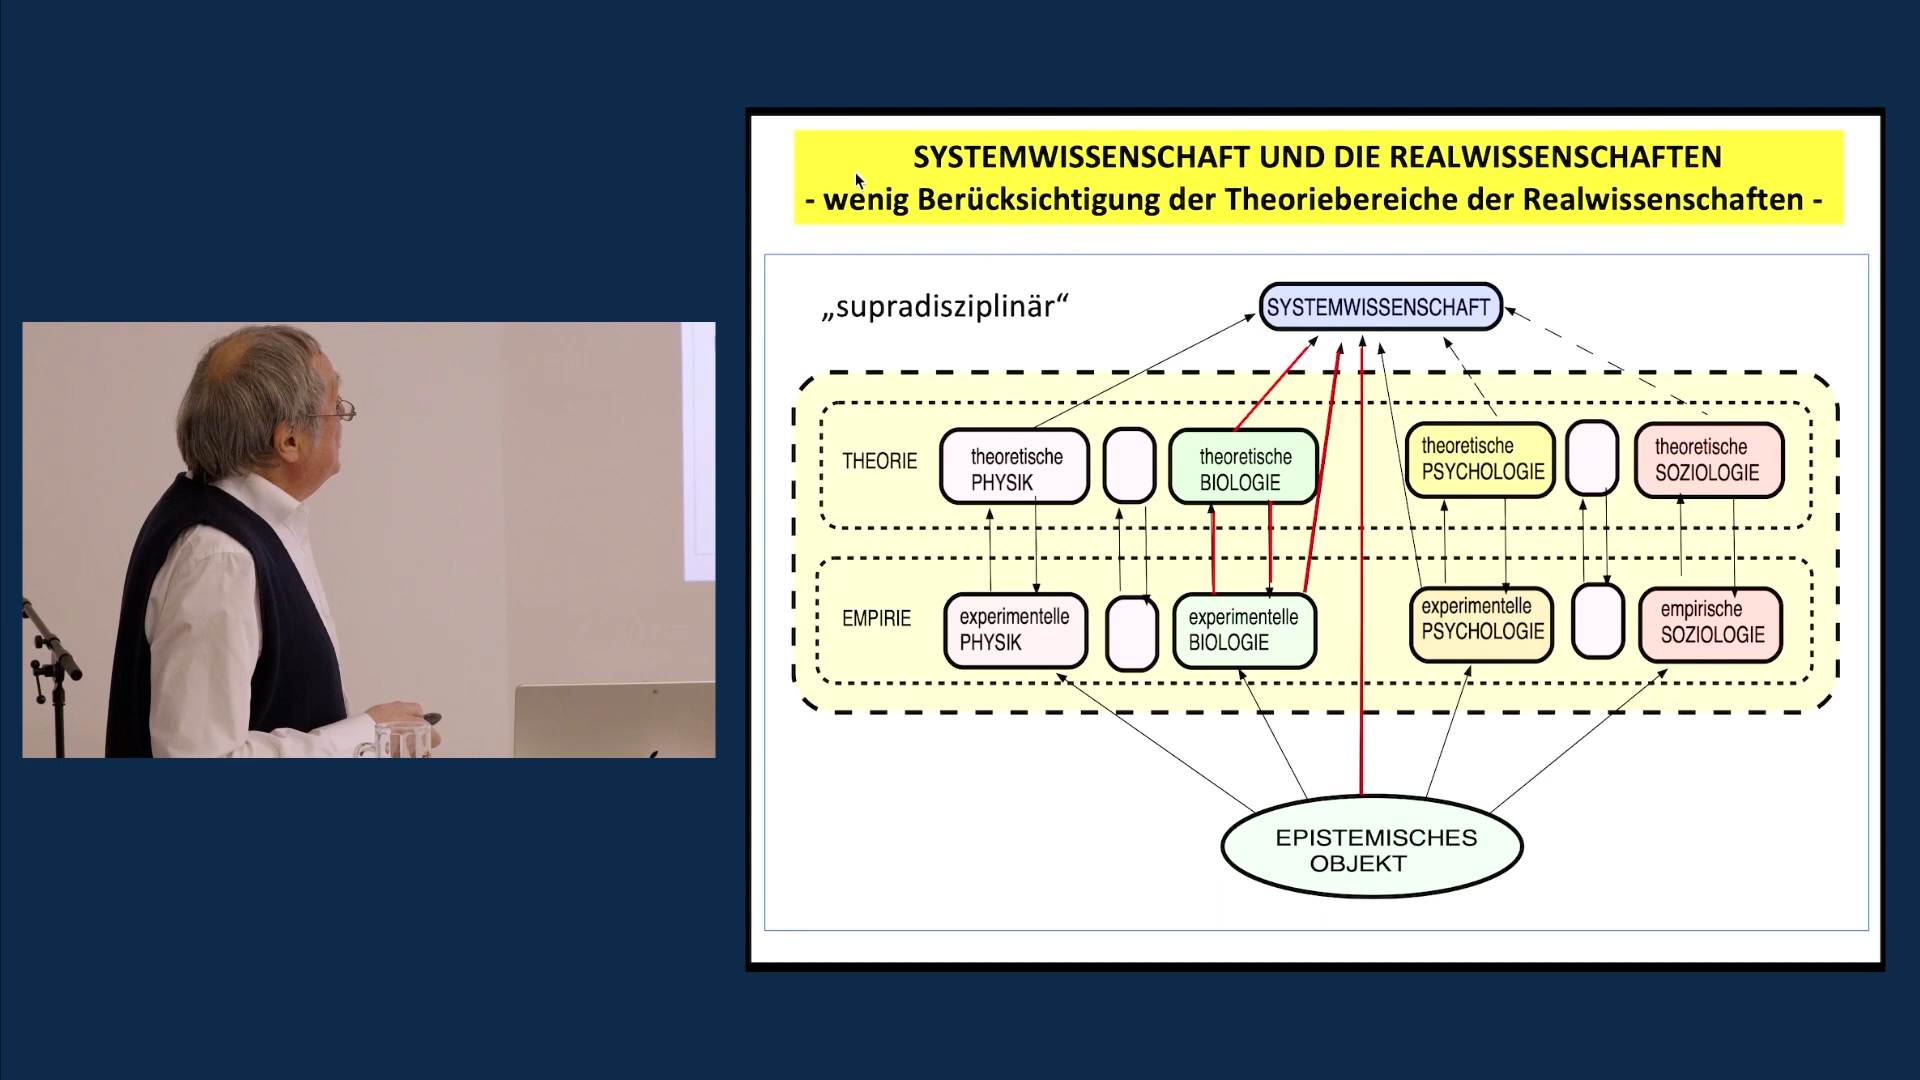 SYSTEMWISSENSCHAFT UND DIE REALWISSENSCHAFTEN
- wenig Berücksichtigung der Theoriebereiche der Realwissenschaften -
„supradisziplinär“
SYSTEMWISSENSCHAFT
THEORIE
theoretische
PHYSIK
theoretische
BIOLOGIE
theoretische
PSYCHOLOGIE
theoretische
SOZIOLOGIE
EMPIRIE
experimentelle
PHYSIK
experimentelle
BIOLOGIE
experimentelle
PSYCHOLOGIE
empirische
SOZIOLOGIE
EPISTEMISCHES
OBJEKT